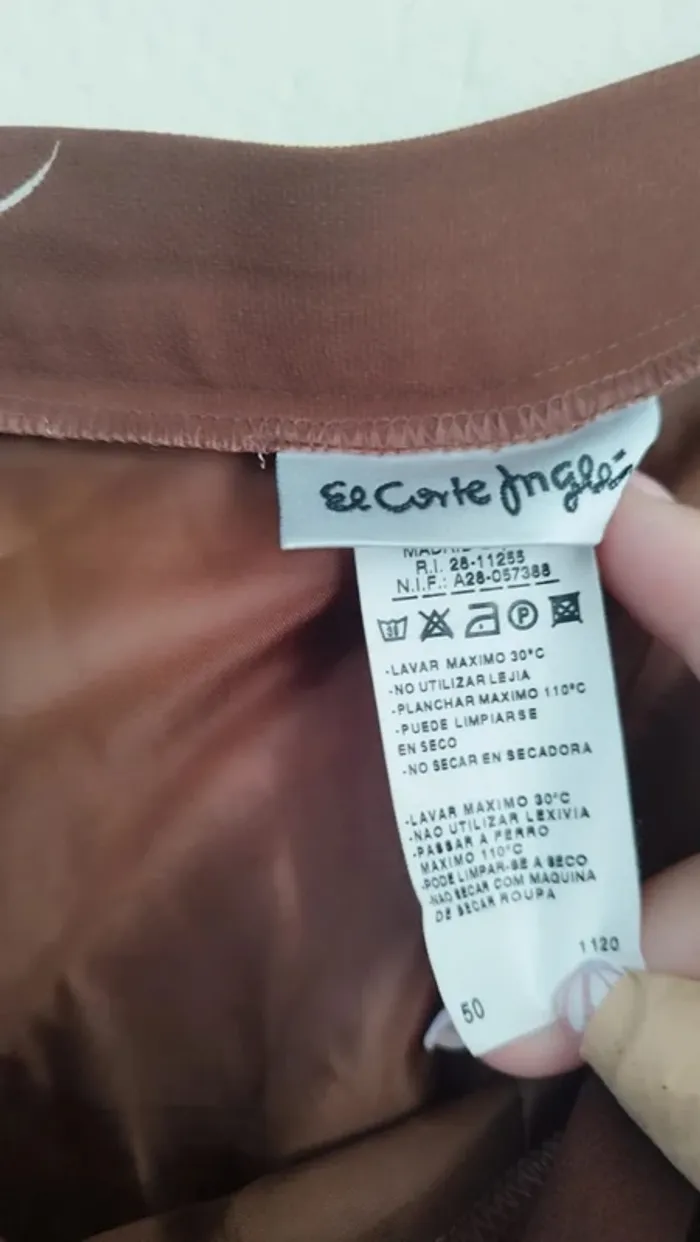 El Corte Inglés
MADRID
R.I. 28-11255
N.I.F.: A28-057388
30
P
-LAVAR MAXIMO 30°C
-NO UTILIZAR LEJIA
-PLANCHAR MAXIMO 110°C
-PUEDE LIMPIARSE
EN SECO
-NO SECAR EN SECADORA
-LAVAR MAXIMO 30°C
-NAO UTILIZAR LEXIVIA
-PASSAR A FERRO
MAXIMO 110°C
-PODE LIMPAR-SE A SECO
-NAO SECAR COM MAQUINA
DE SECAR ROUPA
1120
50